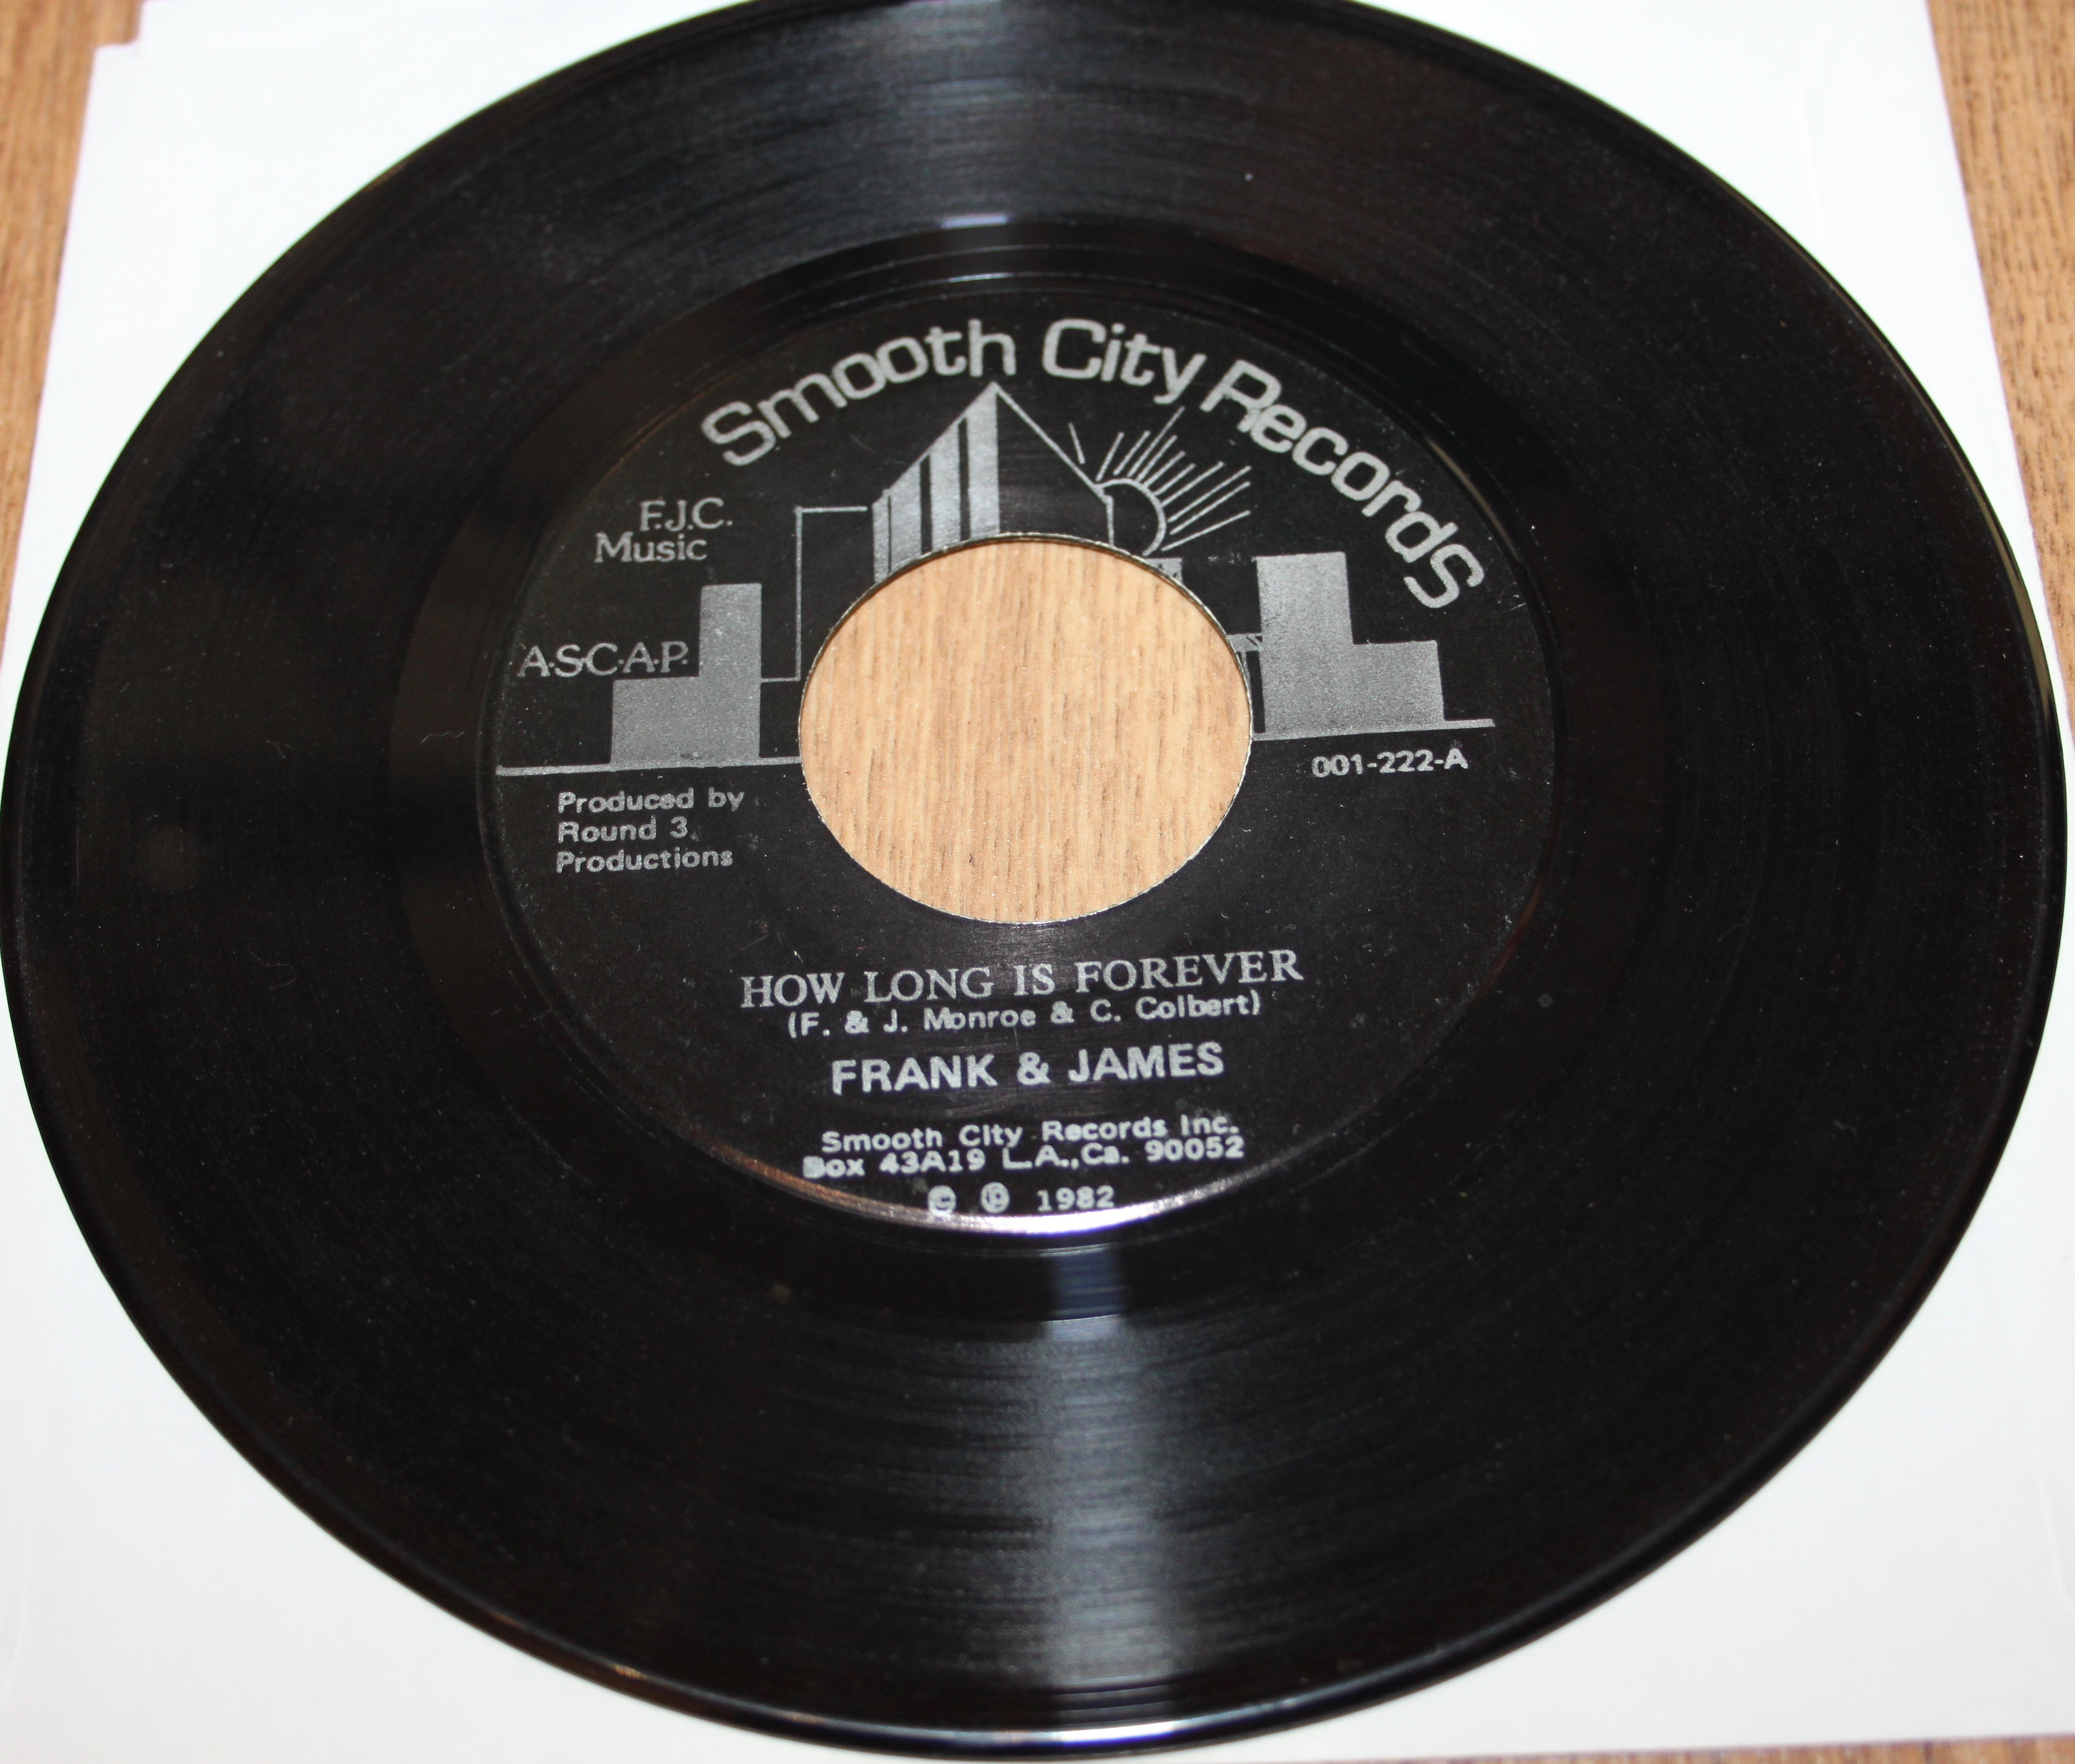 Smooth City Records
F.J.C.
Music
A·S·C·A·P·
001-222-A
Produced by
Round 3
Productions
HOW LONG IS FOREVER
(F. & J. Monroe & C. Colbert)
FRANK & JAMES
Smooth City Records Inc.
Box 43A19 L.A.,Ca. 90052
© ℗ 1982